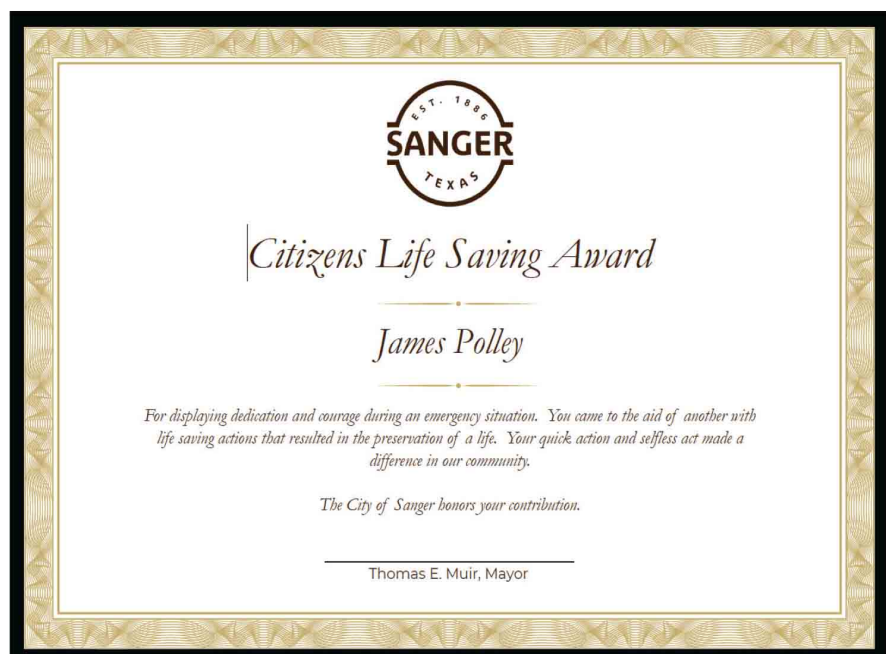 EST. 1886
SANGER
TEXAS
Citizens Life Saving Award
James Polley
For displaying dedication and courage during an emergency situation.  You came to the aid of another with
life saving actions that resulted in the preservation of a life.  Your quick action and selfless act made a
difference in our community.
The City of Sanger honors your contribution.
Thomas E. Muir, Mayor